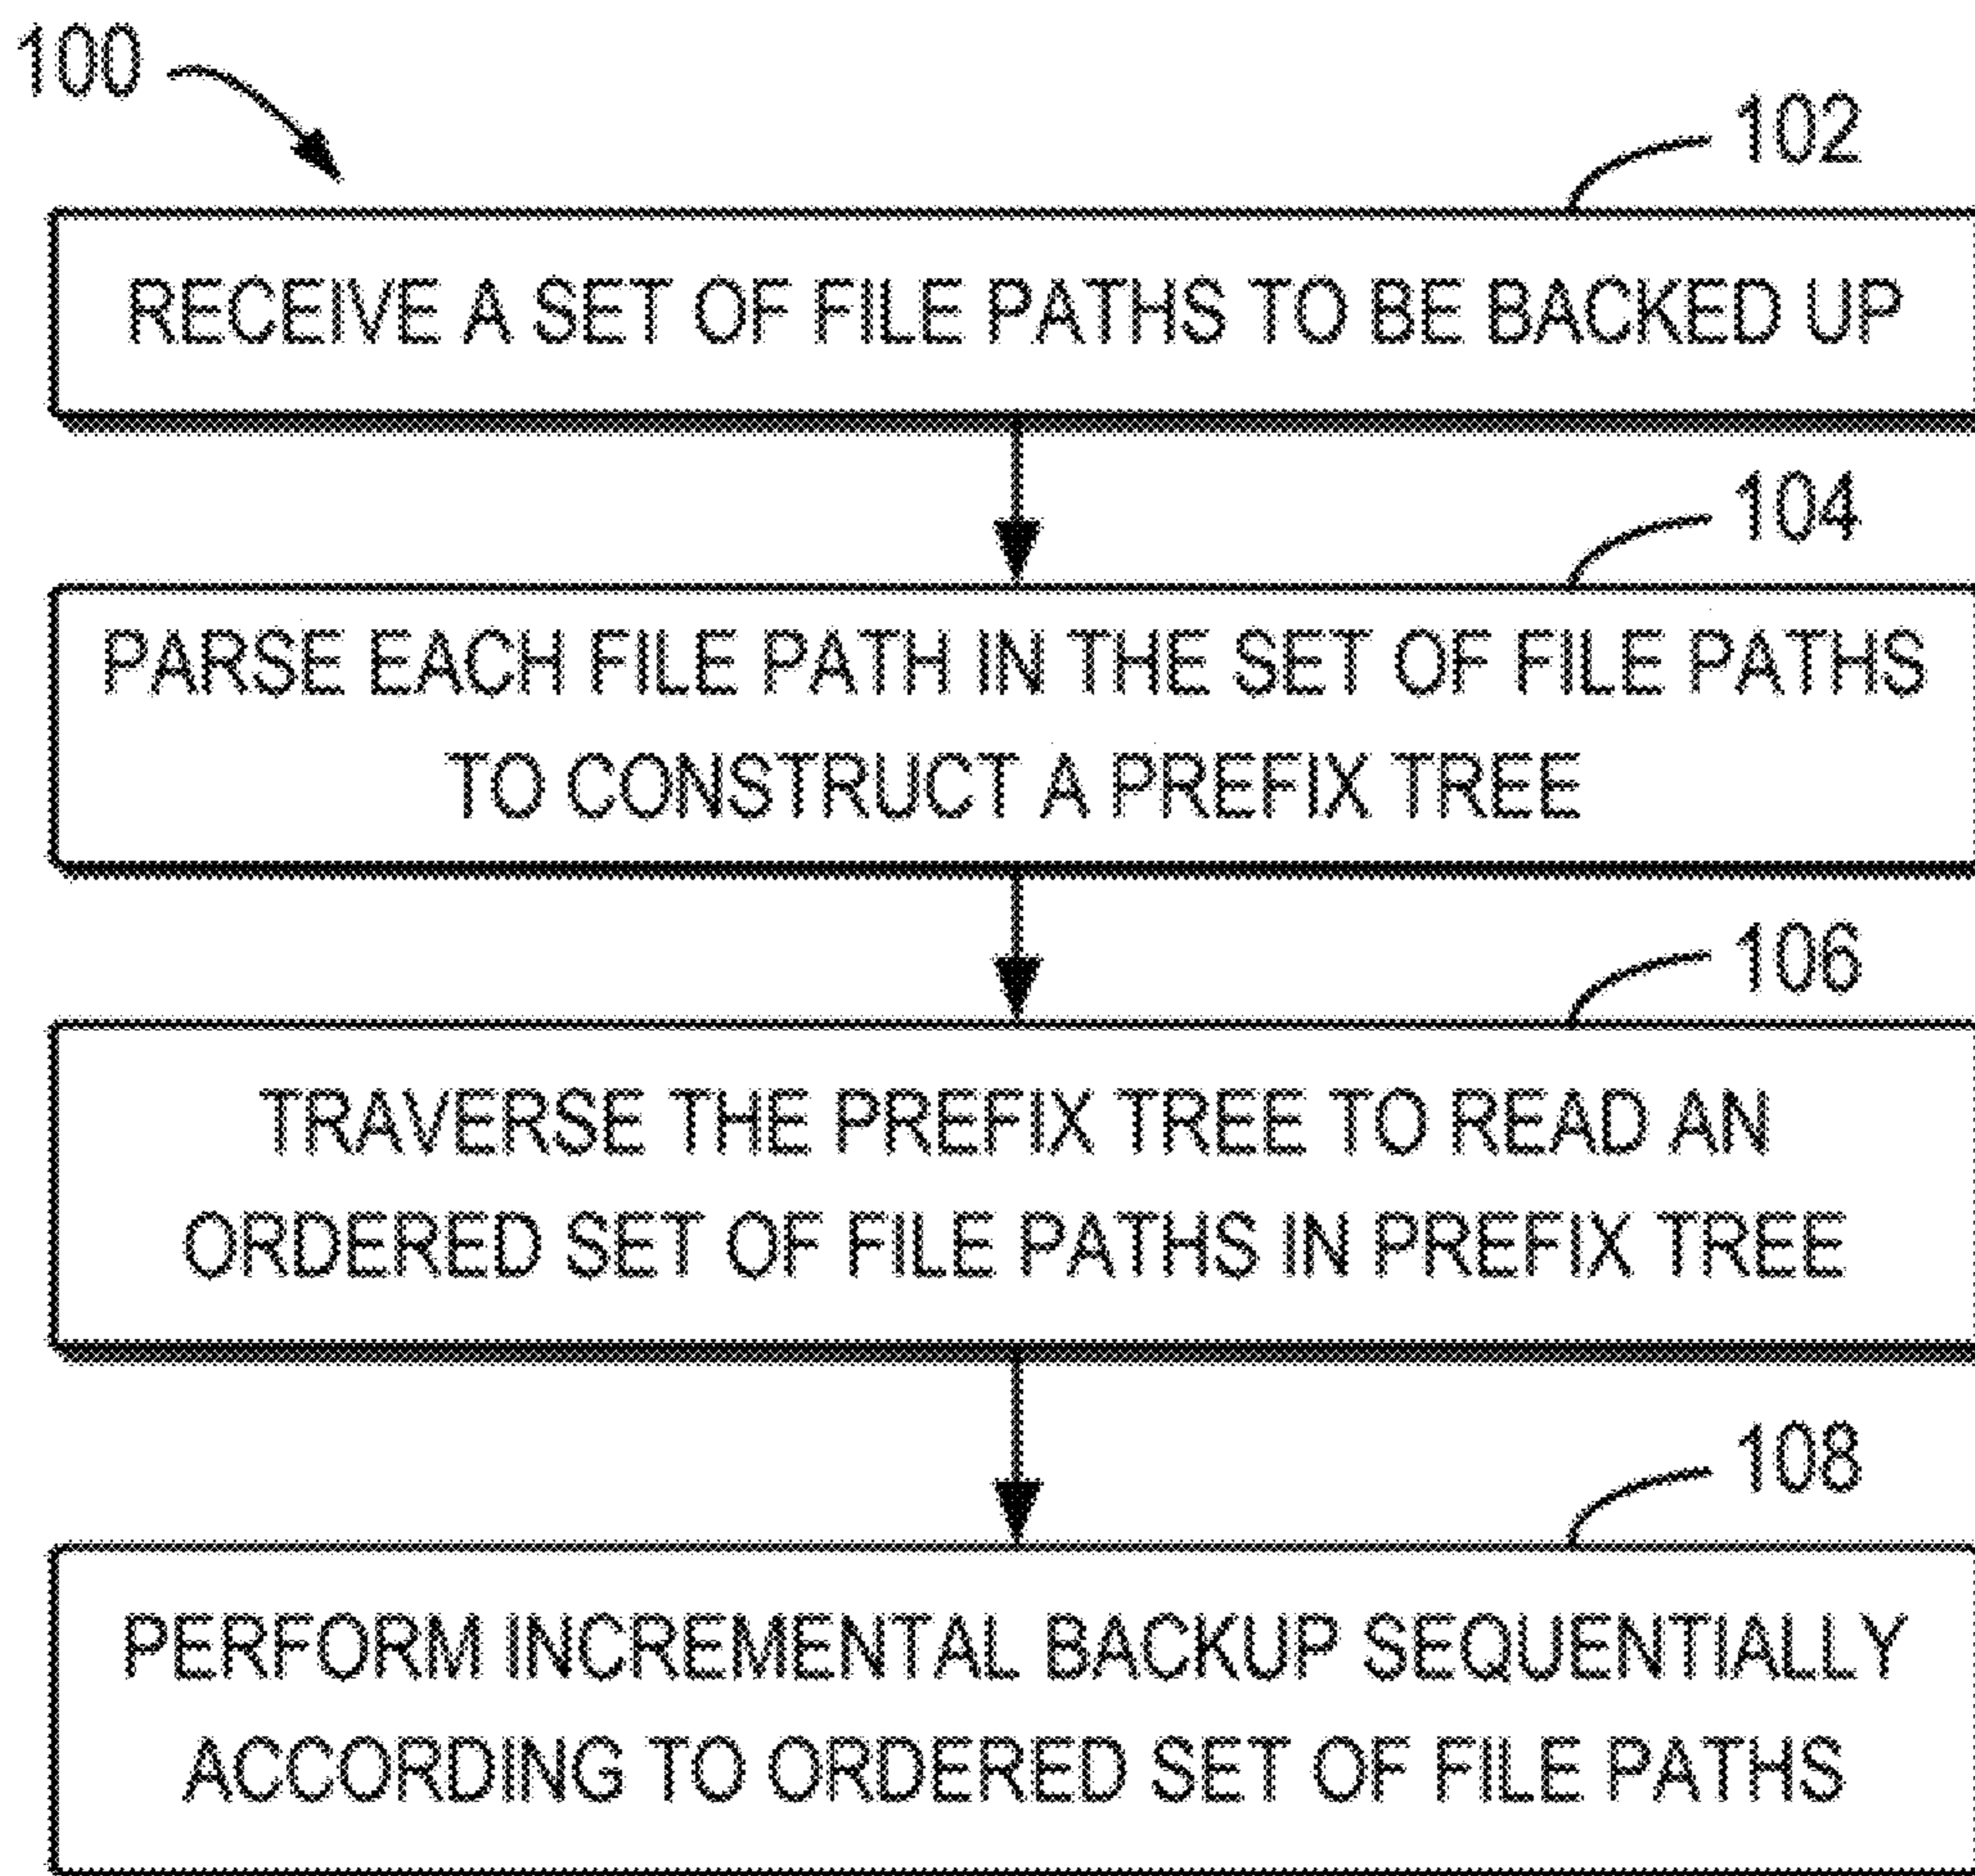 100
102
RECEIVE A SET OF FILE PATHS TO BE BACKED UP
104
PARSE EACH FILE PATH IN THE SET OF FILE PATHS
TO CONSTRUCT A PREFIX TREE
106
TRAVERSE THE PREFIX TREE TO READ AN
ORDERED SET OF FILE PATHS IN PREFIX TREE
108
PERFORM INCREMENTAL BACKUP SEQUENTIALLY
ACCORDING TO ORDERED SET OF FILE PATHS